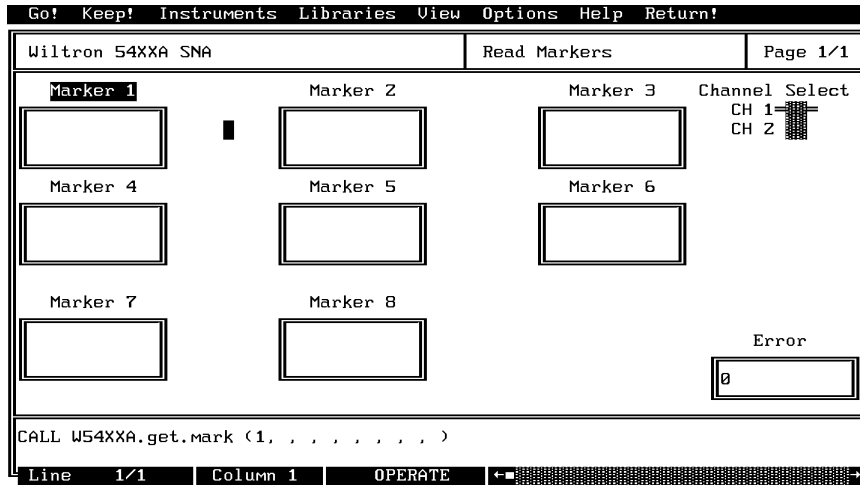 Go! Keep! Instruments Libraries View Options Help Return!
Wiltron 54XXA SNA Read Markers Page 1/1
Marker 1 Marker 2 Marker 3 Channel Select
CH 1
CH 2
Marker 4 Marker 5 Marker 6
Marker 7 Marker 8
Error
0
CALL W54XXA.get.mark (1, , , , , , , , )
Line 1/1 Column 1 OPERATE